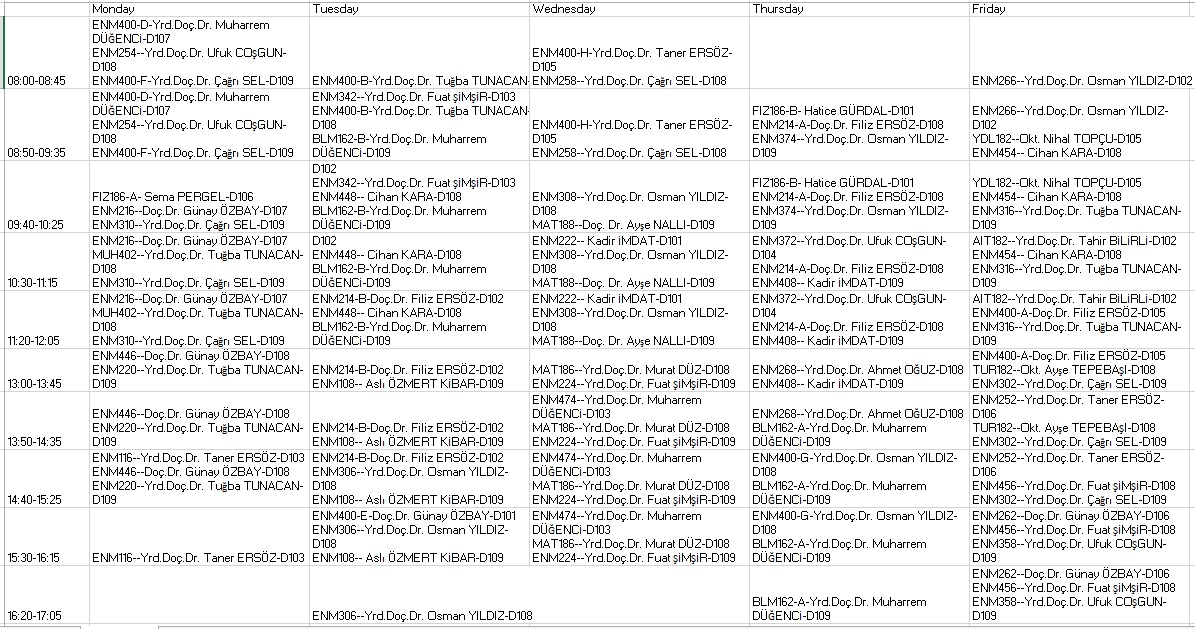 Monday Tuesday Wednesday Thursday Friday
08:00-08:45
ENM400-D-Yrd.Doç.Dr. Muharrem
DÜĞENCİ-D107
ENM254--Yrd.Doç.Dr. Ufuk COŞGUN-
D108
ENM400-F-Yrd.Doç.Dr. Çağrı SEL-D109
ENM400-B-Yrd.Doç.Dr. Tuğba TUNACAN-
ENM400-H-Yrd.Doç.Dr. Taner ERSÖZ-
D105
ENM258--Yrd.Doç.Dr. Çağrı SEL-D108
ENM266--Yrd.Doç.Dr. Osman YILDIZ-D102
08:50-09:35
ENM400-D-Yrd.Doç.Dr. Muharrem
DÜĞENCİ-D107
ENM254--Yrd.Doç.Dr. Ufuk COŞGUN-
D108
ENM400-F-Yrd.Doç.Dr. Çağrı SEL-D109
ENM342--Yrd.Doç.Dr. Fuat ŞİMŞİR-D103
ENM400-B-Yrd.Doç.Dr. Tuğba TUNACAN-
D108
BLM162-B-Yrd.Doç.Dr. Muharrem
DÜĞENCİ-D109
ENM400-H-Yrd.Doç.Dr. Taner ERSÖZ-
D105
ENM258--Yrd.Doç.Dr. Çağrı SEL-D108
FIZ186-B- Hatice GÜRDAL-D101
ENM214-A-Doç.Dr. Filiz ERSÖZ-D108
ENM374--Yrd.Doç.Dr. Osman YILDIZ-
D109
ENM266--Yrd.Doç.Dr. Osman YILDIZ-
D102
YDL182--Okt. Nihal TOPÇU-D105
ENM454-- Cihan KARA-D108
09:40-10:25
FIZ186-A- Sema PERGEL-D106
ENM216--Doç.Dr. Günay ÖZBAY-D107
ENM310--Yrd.Doç.Dr. Çağrı SEL-D109
D102
ENM342--Yrd.Doç.Dr. Fuat ŞİMŞİR-D103
ENM448-- Cihan KARA-D108
BLM162-B-Yrd.Doç.Dr. Muharrem
DÜĞENCİ-D109
ENM308--Yrd.Doç.Dr. Osman YILDIZ-
D108
MAT188--Doç. Dr. Ayşe NALLI-D109
FIZ186-B- Hatice GÜRDAL-D101
ENM214-A-Doç.Dr. Filiz ERSÖZ-D108
ENM374--Yrd.Doç.Dr. Osman YILDIZ-
D109
YDL182--Okt. Nihal TOPÇU-D105
ENM454-- Cihan KARA-D108
ENM316--Yrd.Doç.Dr. Tuğba TUNACAN-
D109
10:30-11:15
ENM216--Doç.Dr. Günay ÖZBAY-D107
MUH402--Yrd.Doç.Dr. Tuğba TUNACAN-
D108
ENM310--Yrd.Doç.Dr. Çağrı SEL-D109
D102
ENM448-- Cihan KARA-D108
BLM162-B-Yrd.Doç.Dr. Muharrem
DÜĞENCİ-D109
ENM222-- Kadir İMDAT-D101
ENM308--Yrd.Doç.Dr. Osman YILDIZ-
D108
MAT188--Doç. Dr. Ayşe NALLI-D109
ENM372--Yrd.Doç.Dr. Ufuk COŞGUN-
D104
ENM214-A-Doç.Dr. Filiz ERSÖZ-D108
ENM408-- Kadir İMDAT-D109
AIT182--Yrd.Doç.Dr. Tahir BİLİRLİ-D102
ENM454-- Cihan KARA-D108
ENM316--Yrd.Doç.Dr. Tuğba TUNACAN-
D109
11:20-12:05
ENM216--Doç.Dr. Günay ÖZBAY-D107
MUH402--Yrd.Doç.Dr. Tuğba TUNACAN-
D108
ENM310--Yrd.Doç.Dr. Çağrı SEL-D109
ENM214-B-Doç.Dr. Filiz ERSÖZ-D102
ENM448-- Cihan KARA-D108
BLM162-B-Yrd.Doç.Dr. Muharrem
DÜĞENCİ-D109
ENM222-- Kadir İMDAT-D101
ENM308--Yrd.Doç.Dr. Osman YILDIZ-
D108
MAT188--Doç. Dr. Ayşe NALLI-D109
ENM372--Yrd.Doç.Dr. Ufuk COŞGUN-
D104
ENM214-A-Doç.Dr. Filiz ERSÖZ-D108
ENM408-- Kadir İMDAT-D109
AIT182--Yrd.Doç.Dr. Tahir BİLİRLİ-D102
ENM400-A-Doç.Dr. Filiz ERSÖZ-D105
ENM316--Yrd.Doç.Dr. Tuğba TUNACAN-
D109
13:00-13:45
ENM446--Doç.Dr. Günay ÖZBAY-D108
ENM220--Yrd.Doç.Dr. Tuğba TUNACAN-
D109
ENM214-B-Doç.Dr. Filiz ERSÖZ-D102
ENM108-- Aslı ÖZMERT KİBAR-D109
MAT186--Yrd.Doç.Dr. Murat DÜZ-D108
ENM224--Yrd.Doç.Dr. Fuat ŞİMŞİR-D109
ENM268--Yrd.Doç.Dr. Ahmet OĞUZ-D108
ENM408-- Kadir İMDAT-D109
ENM400-A-Doç.Dr. Filiz ERSÖZ-D105
TUR182--Okt. Ayşe TEPEBAŞI-D108
ENM302--Yrd.Doç.Dr. Çağrı SEL-D109
13:50-14:35
ENM446--Doç.Dr. Günay ÖZBAY-D108
ENM220--Yrd.Doç.Dr. Tuğba TUNACAN-
D109
ENM214-B-Doç.Dr. Filiz ERSÖZ-D102
ENM108-- Aslı ÖZMERT KİBAR-D109
ENM474--Yrd.Doç.Dr. Muharrem
DÜĞENCİ-D103
MAT186--Yrd.Doç.Dr. Murat DÜZ-D108
ENM224--Yrd.Doç.Dr. Fuat ŞİMŞİR-D109
ENM268--Yrd.Doç.Dr. Ahmet OĞUZ-D108
BLM162-A-Yrd.Doç.Dr. Muharrem
DÜĞENCİ-D109
ENM252--Yrd.Doç.Dr. Taner ERSÖZ-
D106
TUR182--Okt. Ayşe TEPEBAŞI-D108
ENM302--Yrd.Doç.Dr. Çağrı SEL-D109
14:40-15:25
ENM116--Yrd.Doç.Dr. Taner ERSÖZ-D103
ENM446--Doç.Dr. Günay ÖZBAY-D108
ENM220--Yrd.Doç.Dr. Tuğba TUNACAN-
D109
ENM214-B-Doç.Dr. Filiz ERSÖZ-D102
ENM306--Yrd.Doç.Dr. Osman YILDIZ-
D108
ENM108-- Aslı ÖZMERT KİBAR-D109
ENM474--Yrd.Doç.Dr. Muharrem
DÜĞENCİ-D103
MAT186--Yrd.Doç.Dr. Murat DÜZ-D108
ENM224--Yrd.Doç.Dr. Fuat ŞİMŞİR-D109
ENM400-G-Yrd.Doç.Dr. Osman YILDIZ-
D108
BLM162-A-Yrd.Doç.Dr. Muharrem
DÜĞENCİ-D109
ENM252--Yrd.Doç.Dr. Taner ERSÖZ-
D106
ENM456--Yrd.Doç.Dr. Fuat ŞİMŞİR-D108
ENM302--Yrd.Doç.Dr. Çağrı SEL-D109
15:30-16:15
ENM116--Yrd.Doç.Dr. Taner ERSÖZ-D103
ENM400-E-Doç.Dr. Günay ÖZBAY-D101
ENM306--Yrd.Doç.Dr. Osman YILDIZ-
D108
ENM108-- Aslı ÖZMERT KİBAR-D109
ENM474--Yrd.Doç.Dr. Muharrem
DÜĞENCİ-D103
MAT186--Yrd.Doç.Dr. Murat DÜZ-D108
ENM224--Yrd.Doç.Dr. Fuat ŞİMŞİR-D109
ENM400-G-Yrd.Doç.Dr. Osman YILDIZ-
D108
BLM162-A-Yrd.Doç.Dr. Muharrem
DÜĞENCİ-D109
ENM262--Doç.Dr. Günay ÖZBAY-D106
ENM456--Yrd.Doç.Dr. Fuat ŞİMŞİR-D108
ENM358--Yrd.Doç.Dr. Ufuk COŞGUN-
D109
16:20-17:05
ENM306--Yrd.Doç.Dr. Osman YILDIZ-D108
BLM162-A-Yrd.Doç.Dr. Muharrem
DÜĞENCİ-D109
ENM262--Doç.Dr. Günay ÖZBAY-D106
ENM456--Yrd.Doç.Dr. Fuat ŞİMŞİR-D108
ENM358--Yrd.Doç.Dr. Ufuk COŞGUN-
D109